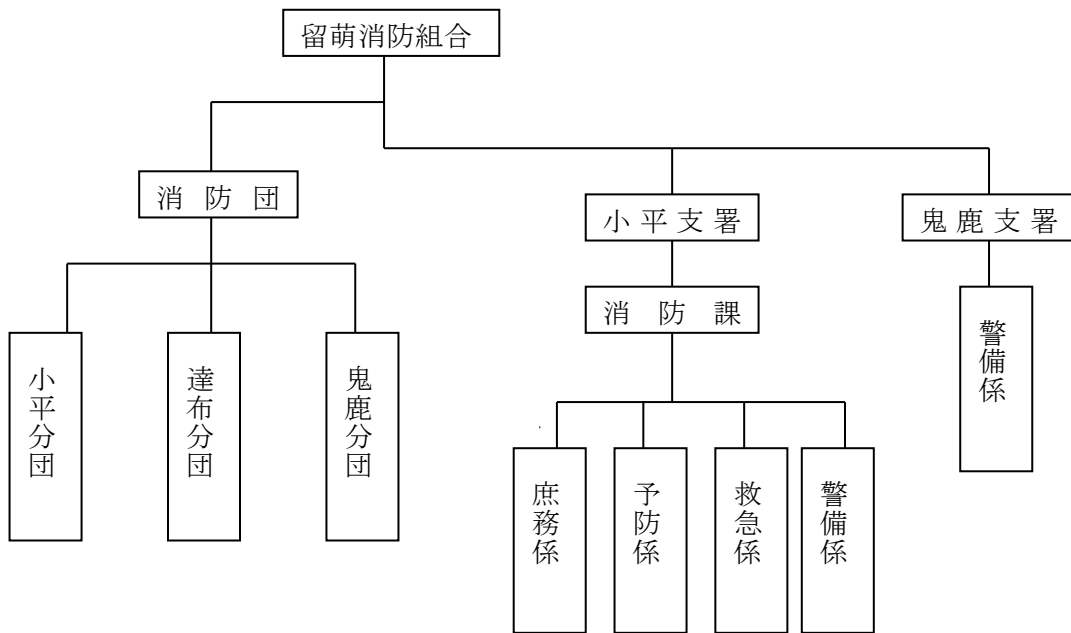 留萌消防組合
消防団
小平支署
鬼鹿支署
消防課
小平分団
達布分団
鬼鹿分団
警備係
庶務係
予防係
救急係
警備係